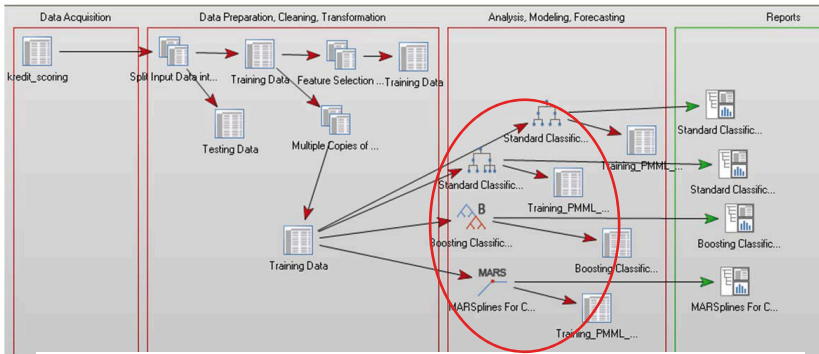 Data Acquisition
Data Preparation, Cleaning, Transformation
Analysis, Modeling, Forecasting
Reports
kredit_scoring
Split Input Data int...
Training Data
Feature Selection ...
Training Data
Testing Data
Multiple Copies of ...
Training Data
Standard Classific...
Training_PMML_...
Standard Classific...
Training_PMML_...
B
Boosting Classific...
Boosting Classific...
MARS
MARSplines For C...
Training_PMML_...
Standard Classific...
Standard Classific...
Boosting Classific...
MARSplines For C...